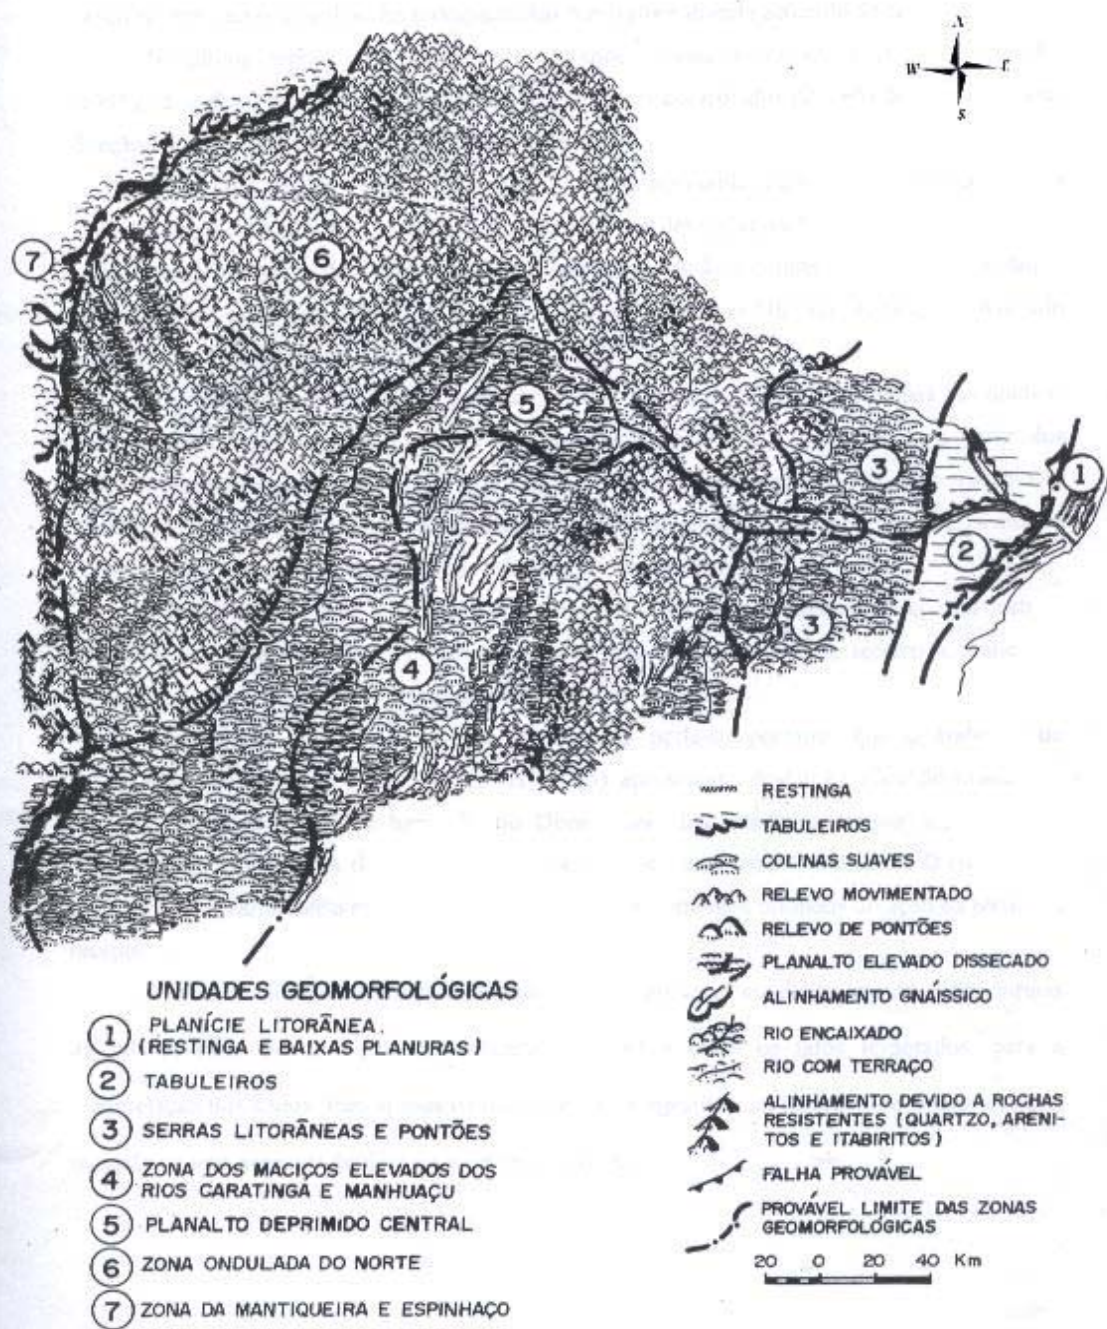 N
W
E
S
7
6
5
3
1
2
3
4
RESTINGA
TABULEIROS
COLINAS SUAVES
RELEVO MOVIMENTADO
RELEVO DE PONTÕES
PLANALTO ELEVADO DISSECADO
ALINHAMENTO GNÁISSICO
RIO ENCAIXADO
RIO COM TERRAÇO
ALINHAMENTO DEVIDO A ROCHAS
RESISTENTES (QUARTZO, ARENI-
TOS E ITABIRITOS)
FALHA PROVÁVEL
PROVÁVEL LIMITE DAS ZONAS
GEOMORFOLÓGICAS
20 0 20 40 Km
UNIDADES GEOMORFOLÓGICAS
1 PLANÍCIE LITORÂNEA.
(RESTINGA E BAIXAS PLANURAS)
2 TABULEIROS
3 SERRAS LITORÂNEAS E PONTÕES
4 ZONA DOS MACIÇOS ELEVADOS DOS
RIOS CARATINGA E MANHUAÇU
5 PLANALTO DEPRIMIDO CENTRAL
6 ZONA ONDULADA DO NORTE
7 ZONA DA MANTIQUEIRA E ESPINHAÇO